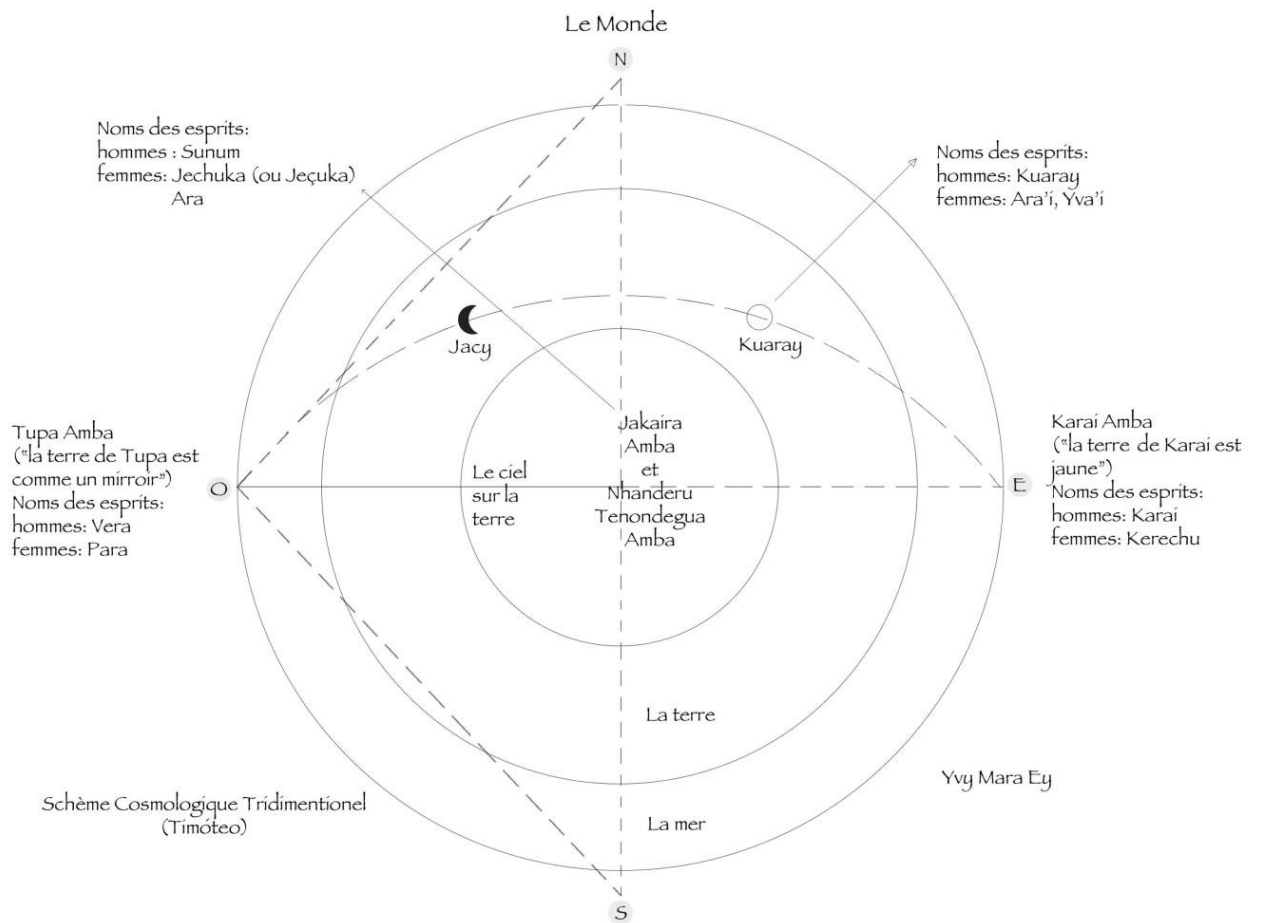 Le Monde
N
Noms des esprits:
hommes : Sunum
femmes: Jechuka (ou Jeçuka)
Ara
Noms des esprits:
hommes: Kuaray
femmes: Ara'i, Yva'i
Jacy
Kuaray
Tupa Amba
("la terre de Tupa est
comme un mirroir")
Noms des esprits:
hommes: Vera
femmes: Para
O
Le ciel
sur la
terre
Jakaira
Amba
et
Nhanderu
Tenondegua
Amba
E
Karai Amba
("la terre de Karai est
jaune")
Noms des esprits:
hommes: Karai
femmes: Kerechu
La terre
Yvy Mara Ey
Schème Cosmologique Tridimentionel
(Timóteo)
La mer
S